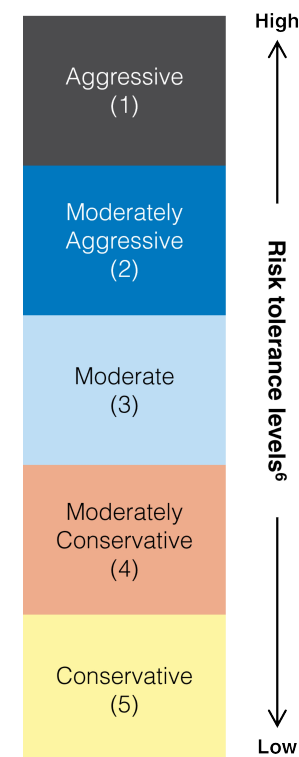 High
Aggressive
(1)
Moderately
Aggressive
(2)
Moderate
(3)
Moderately
Conservative
(4)
Conservative
(5)
Risk tolerance levels⁶
Low